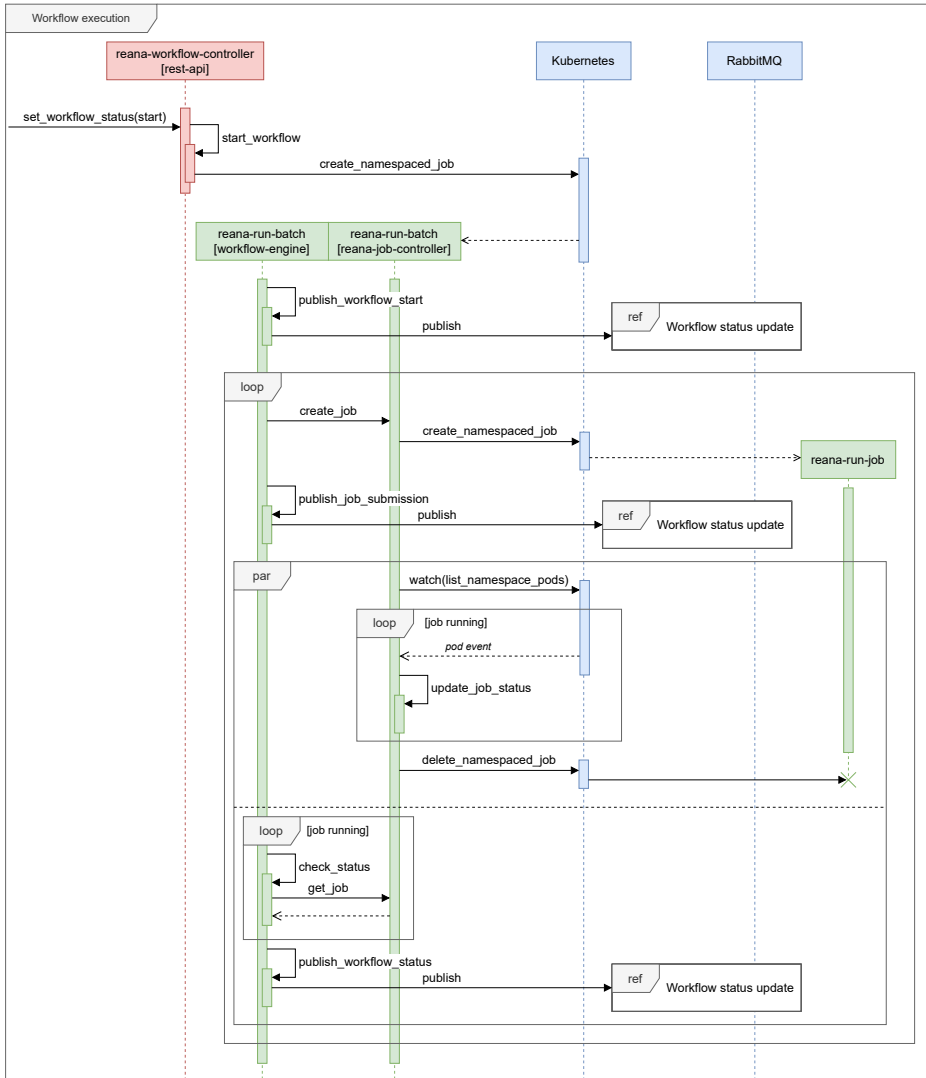 Workflow execution
reana-workflow-controller
[rest-api]
Kubernetes
RabbitMQ
set_workflow_status(start)
start_workflow
create_namespaced_job
reana-run-batch
[workflow-engine]
reana-run-batch
[reana-job-controller]
publish_workflow_start
publish
ref
Workflow status update
loop
create_job
create_namespaced_job
reana-run-job
publish_job_submission
publish
ref
Workflow status update
par
watch(list_namespace_pods)
loop
[job running]
pod event
update_job_status
delete_namespaced_job
loop
[job running]
check_status
get_job
publish_workflow_status
publish
ref
Workflow status update